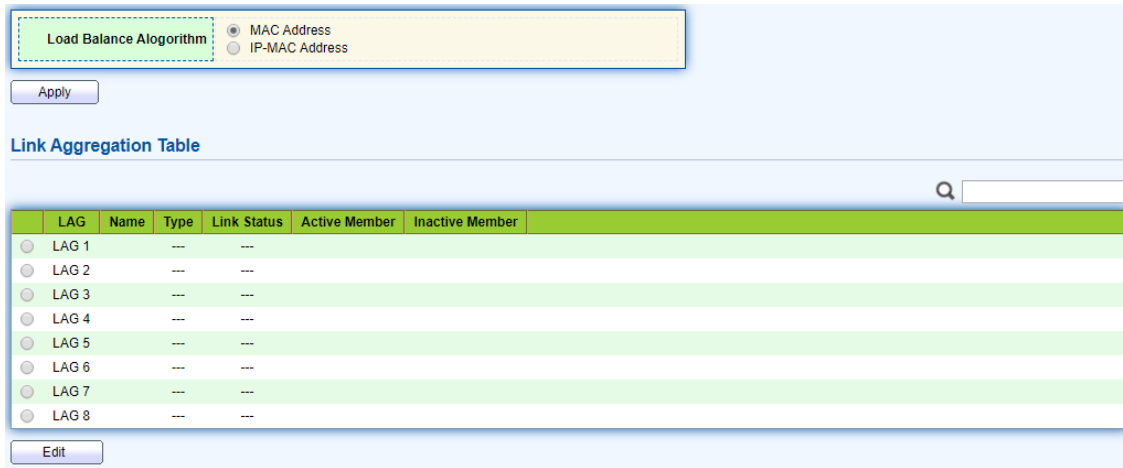 Load Balance Alogorithm
MAC Address
IP-MAC Address
Apply
Link Aggregation Table
LAG Name Type Link Status Active Member Inactive Member
LAG 1 --- ---
LAG 2 --- ---
LAG 3 --- ---
LAG 4 --- ---
LAG 5 --- ---
LAG 6 --- ---
LAG 7 --- ---
LAG 8 --- ---
Edit